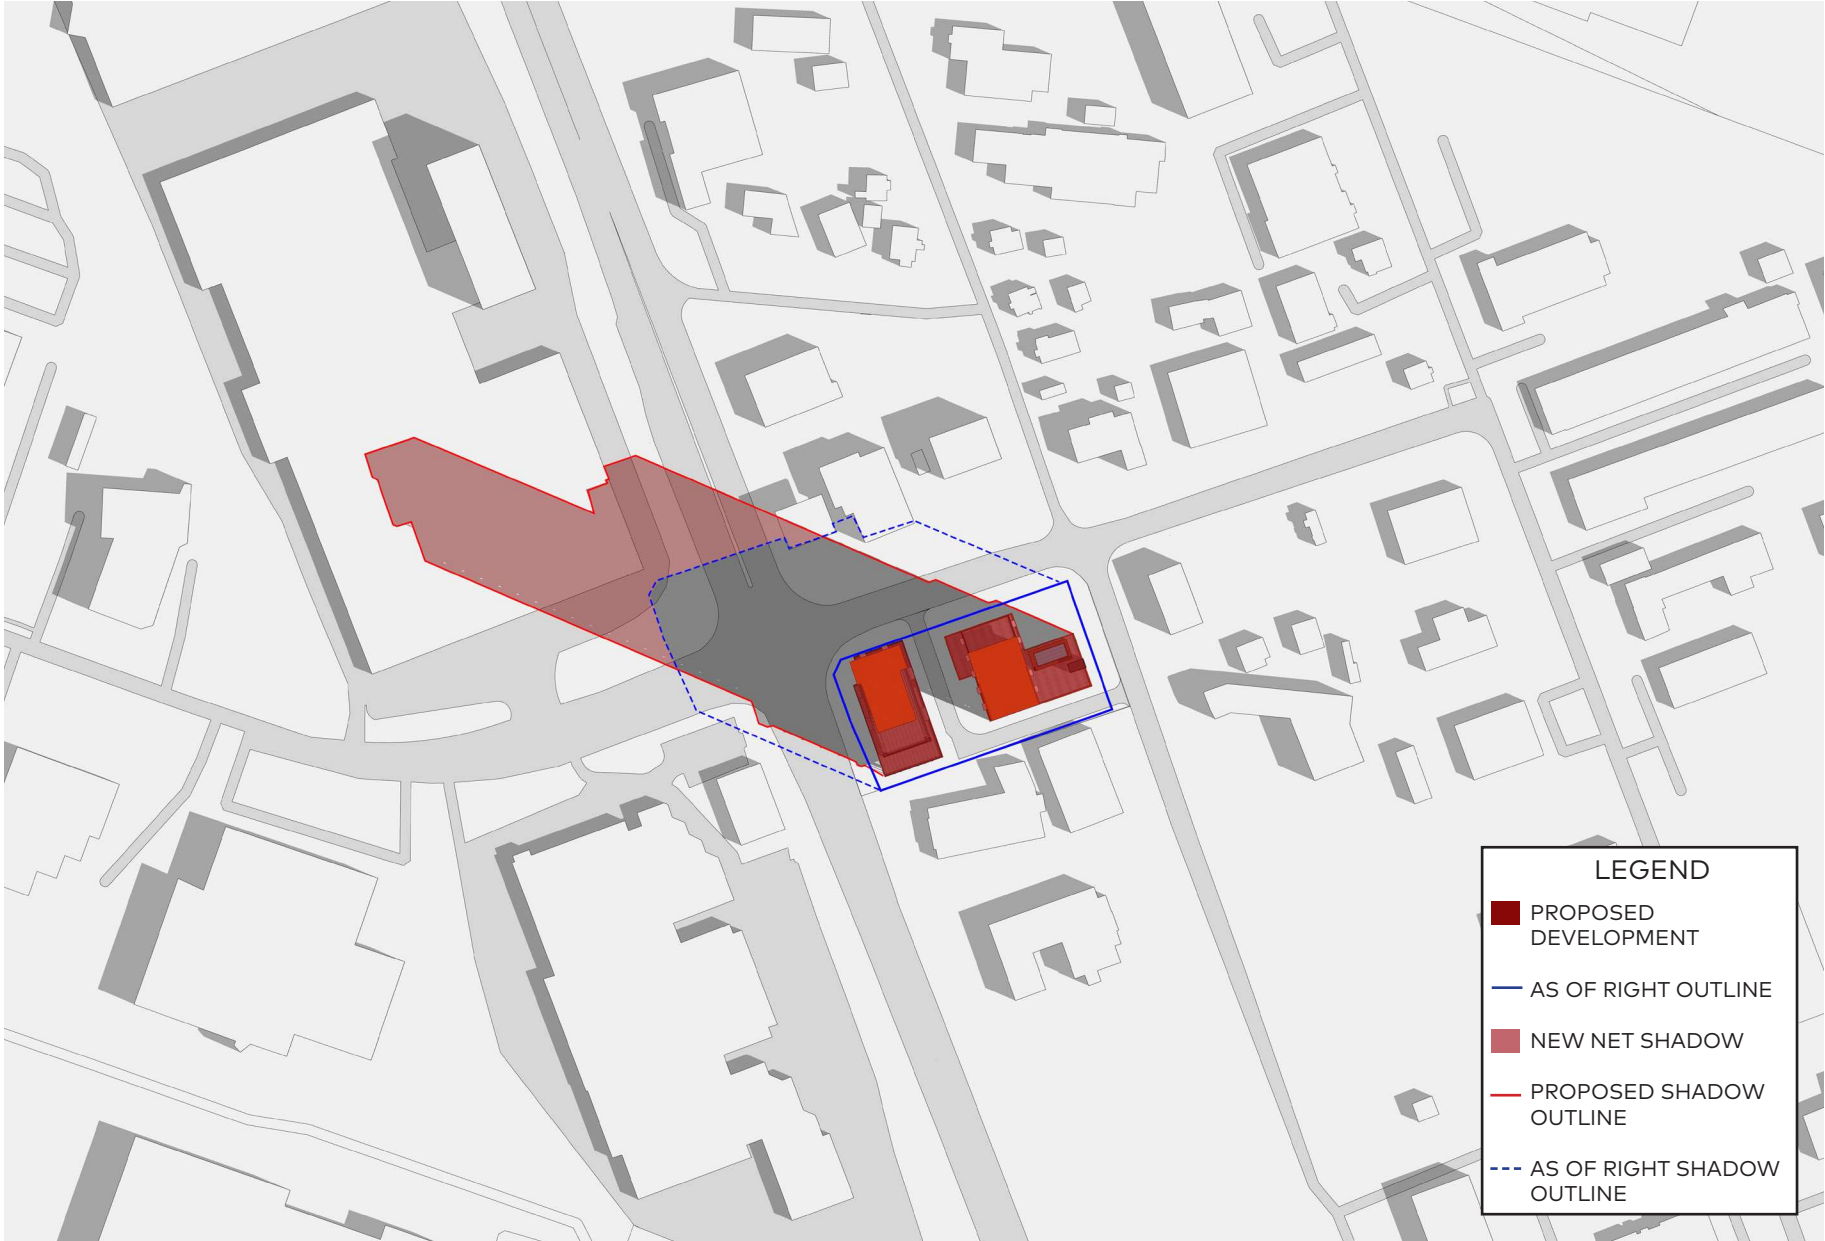 LEGEND
PROPOSED
DEVELOPMENT
AS OF RIGHT OUTLINE
NEW NET SHADOW
PROPOSED SHADOW
OUTLINE
AS OF RIGHT SHADOW
OUTLINE